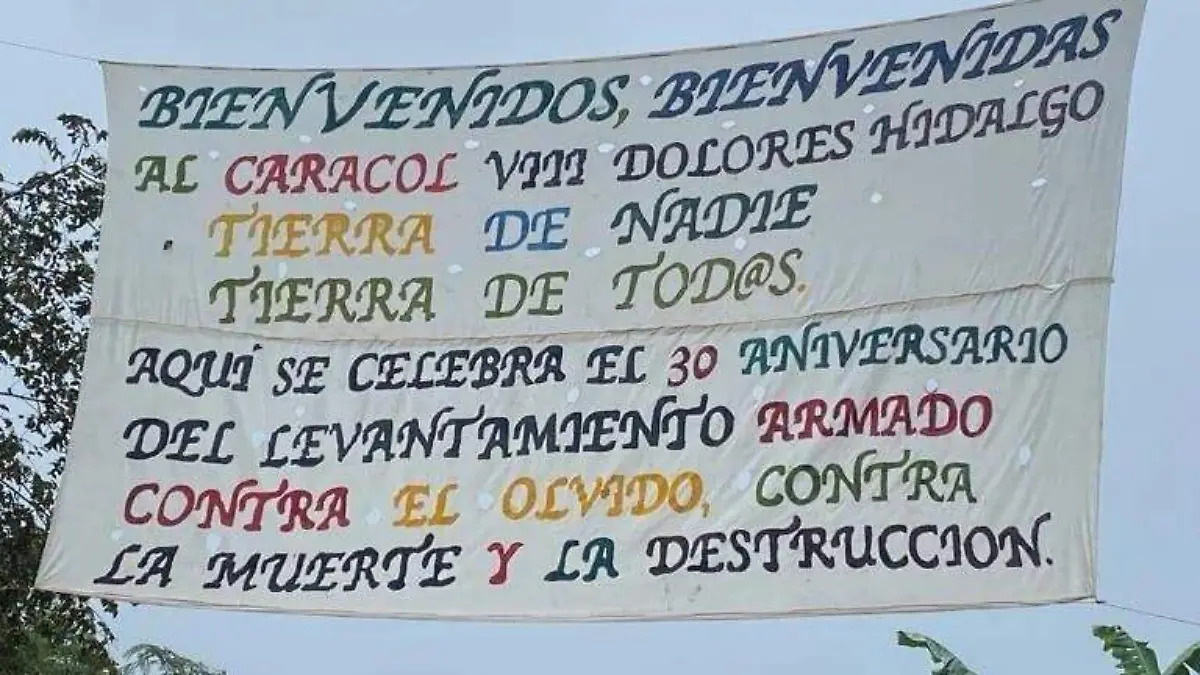 BIENVENIDOS, BIENVENIDAS
AL CARACOL VIII DOLORES HIDALGO
TIERRA DE NADIE
TIERRA DE TOD@S.
AQUÍ SE CELEBRA EL 30 ANIVERSARIO
DEL LEVANTAMIENTO ARMADO
CONTRA EL OLVIDO, CONTRA
LA MUERTE Y LA DESTRUCCION.